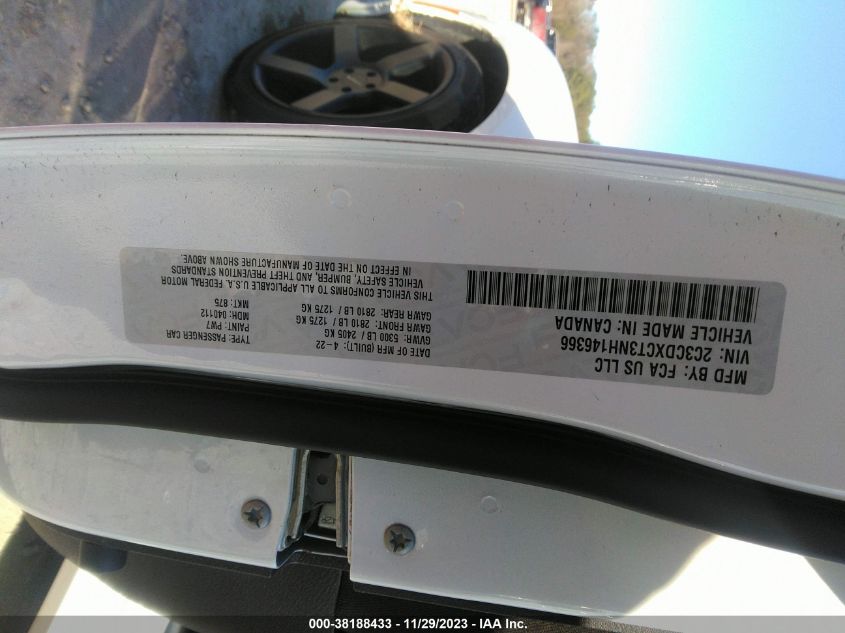 MFD BY: FCA US LLC
VIN: 2C3CDXCT3NH146366
VEHICLE MADE IN: CANADA
DATE OF MFR (BUILT): 4-22
GVWR: 5300 LB / 2405 KG
GAWR FRONT: 2810 LB / 1275 KG
GAWR REAR: 2810 LB / 1275 KG
TYPE: PASSENGER CAR
PAINT: PW7
MDH: 040112
MKT: 875
THIS VEHICLE CONFORMS TO ALL APPLICABLE U.S.A. FEDERAL MOTOR
VEHICLE SAFETY, BUMPER, AND THEFT PREVENTION STANDARDS
IN EFFECT ON THE DATE OF MANUFACTURE SHOWN ABOVE.
000-38188433 - 11/29/2023 - IAA Inc.